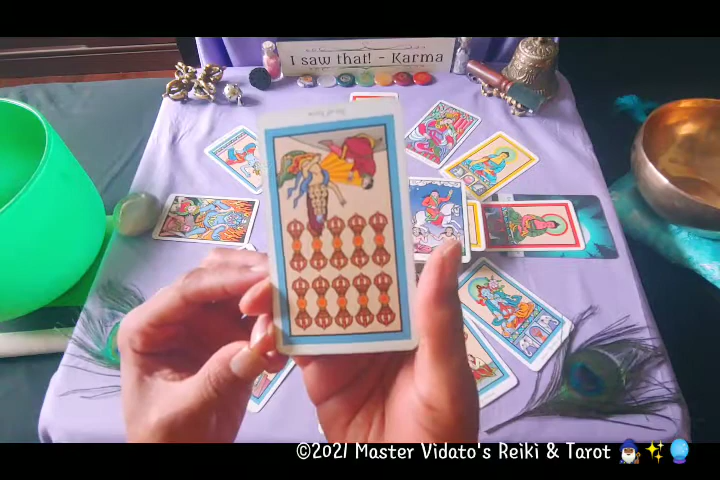 I saw that! - Karma
©2021 Master Vidato's Reiki & Tarot 🧙‍♂️✨🔮